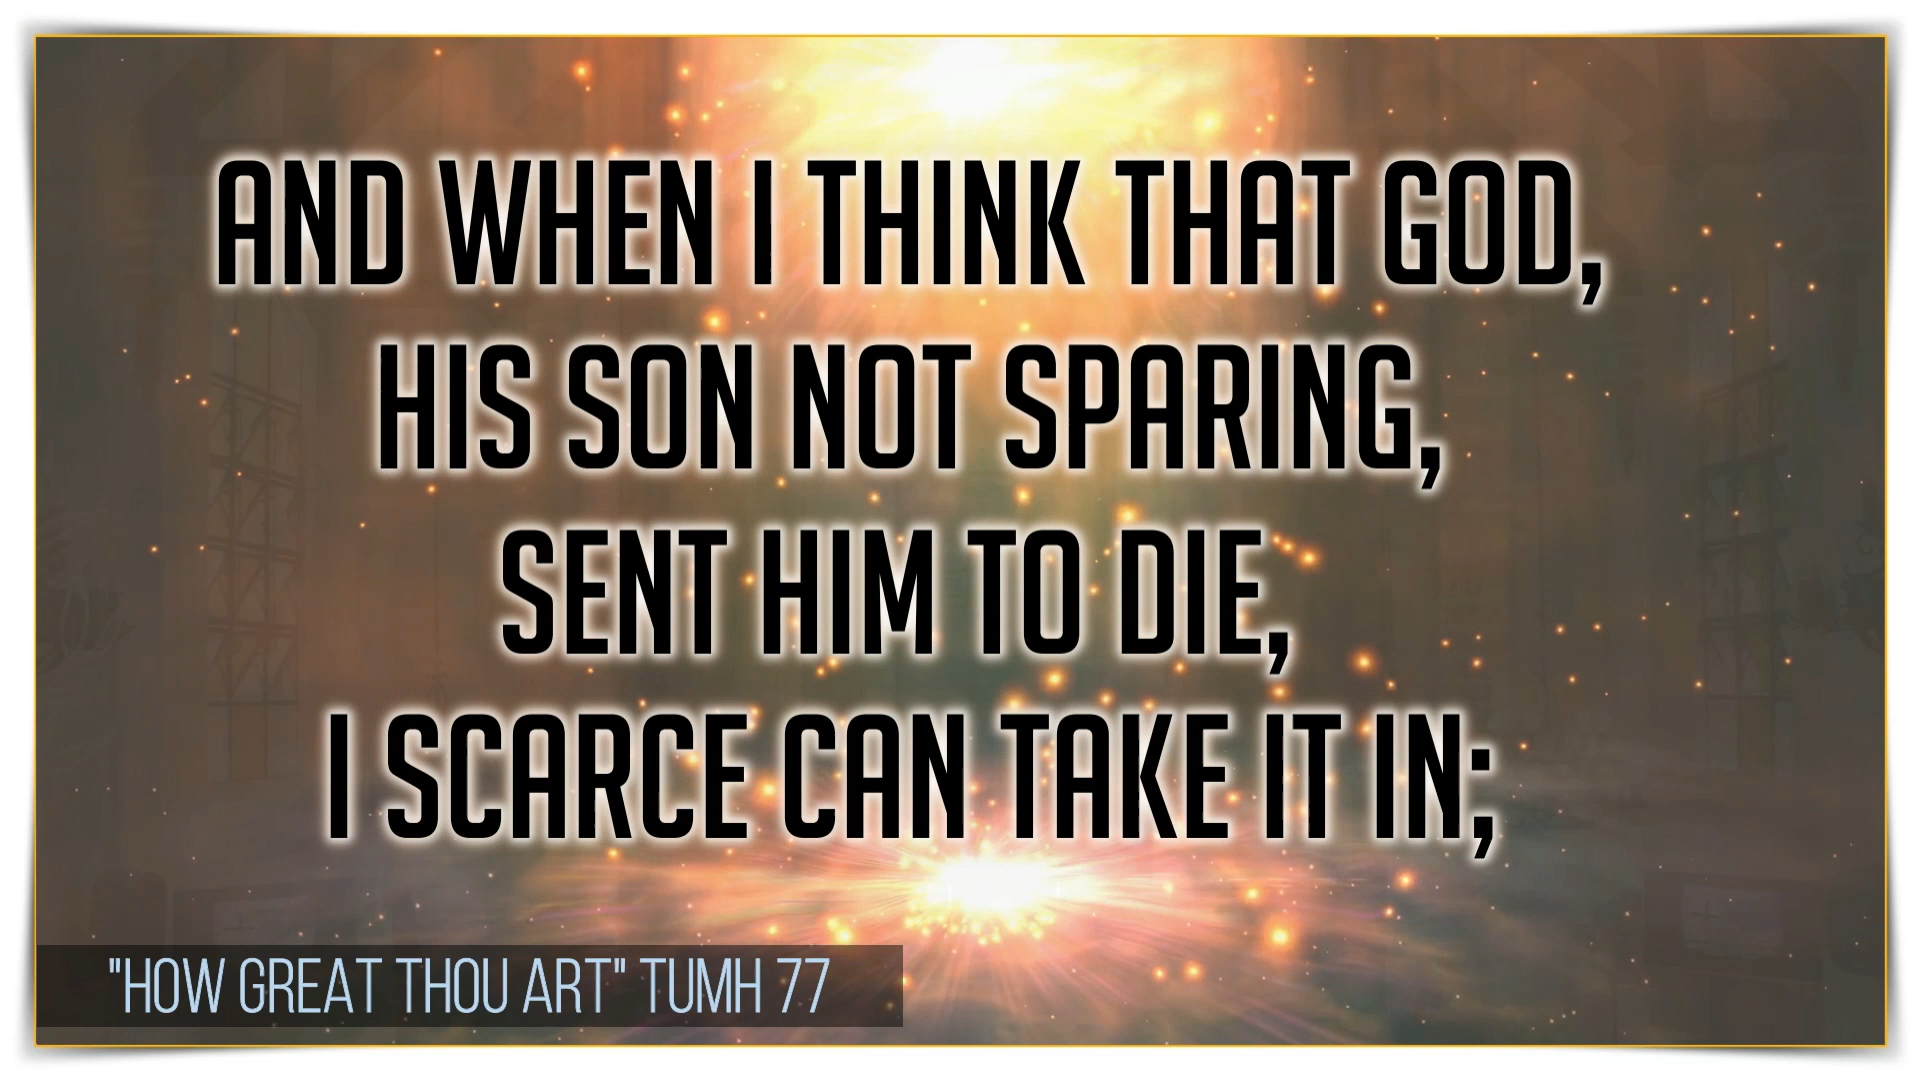 AND WHEN I THINK THAT GOD,
HIS SON NOT SPARING,
SENT HIM TO DIE,
I SCARCE CAN TAKE IT IN;
"HOW GREAT THOU ART" TUMH 77